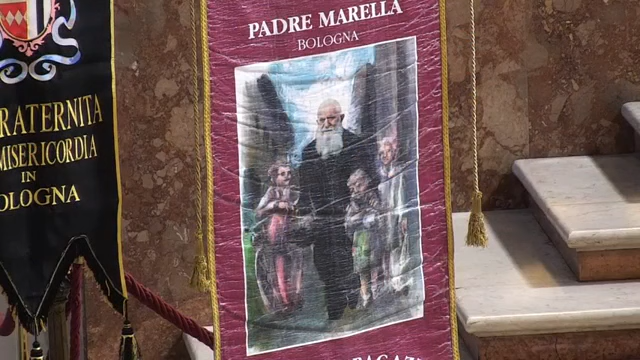 PADRE MARELLA
BOLOGNA
RATERNITA
MISERICORDIA
IN
OLOGNA